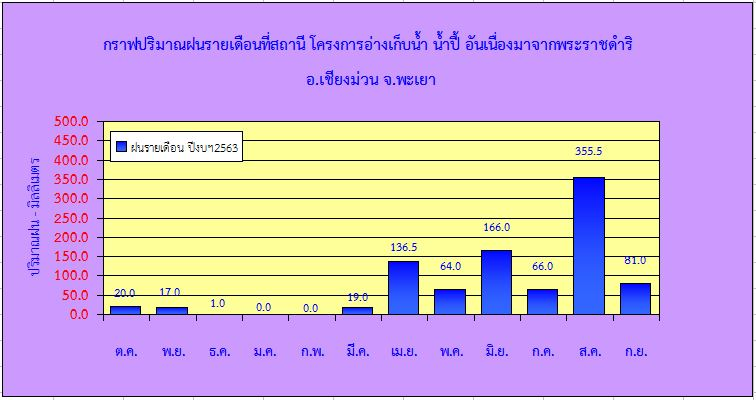 กราฟปริมาณฝนรายเดือนที่สถานี โครงการอ่างเก็บน้ำ น้ำปี้ อันเนื่องมาจากพระราชดำริ
อ.เชียงม่วน จ.พะเยา
ปริมาณฝน - มิลลิเมตร
500.0
450.0
400.0
350.0
300.0
250.0
200.0
150.0
100.0
50.0
0.0
ฝนรายเดือน ปีงบฯ2563
20.0 17.0 1.0 0.0 0.0 19.0 136.5 64.0 166.0 66.0 355.5 81.0
ต.ค. พ.ย. ธ.ค. ม.ค. ก.พ. มี.ค. เม.ย. พ.ค. มิ.ย. ก.ค. ส.ค. ก.ย.